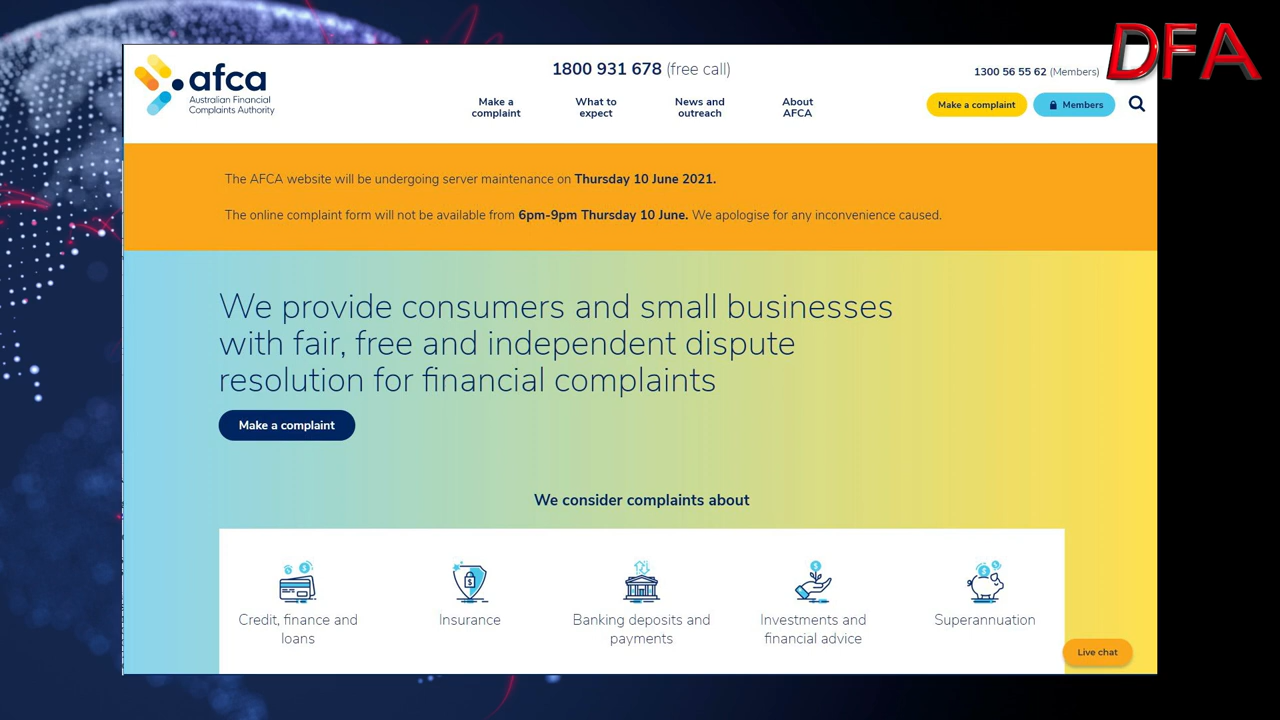 DFA
afca
Australian Financial
Complaints Authority
1800 931 678 (free call)
1300 56 55 62 (Members)
Make a
complaint
What to
expect
News and
outreach
About
AFCA
Make a complaint
Members
The AFCA website will be undergoing server maintenance on Thursday 10 June 2021.
The online complaint form will not be available from 6pm-9pm Thursday 10 June. We apologise for any inconvenience caused.
We provide consumers and small businesses
with fair, free and independent dispute
resolution for financial complaints
Make a complaint
We consider complaints about
Credit, finance and
loans
Insurance
Banking deposits and
payments
Investments and
financial advice
Superannuation
Live chat